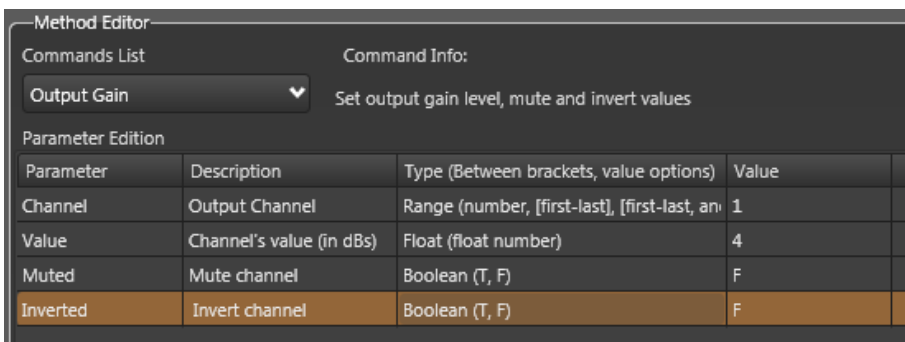 Method Editor
Commands List Command Info:
Output Gain Set output gain level, mute and invert values
Parameter Edition
Parameter Description Type (Between brackets, value options) Value
Channel Output Channel Range (number, [first-last], [first-last, an 1
Value Channel's value (in dBs) Float (float number) 4
Muted Mute channel Boolean (T, F) F
Inverted Invert channel Boolean (T, F) F